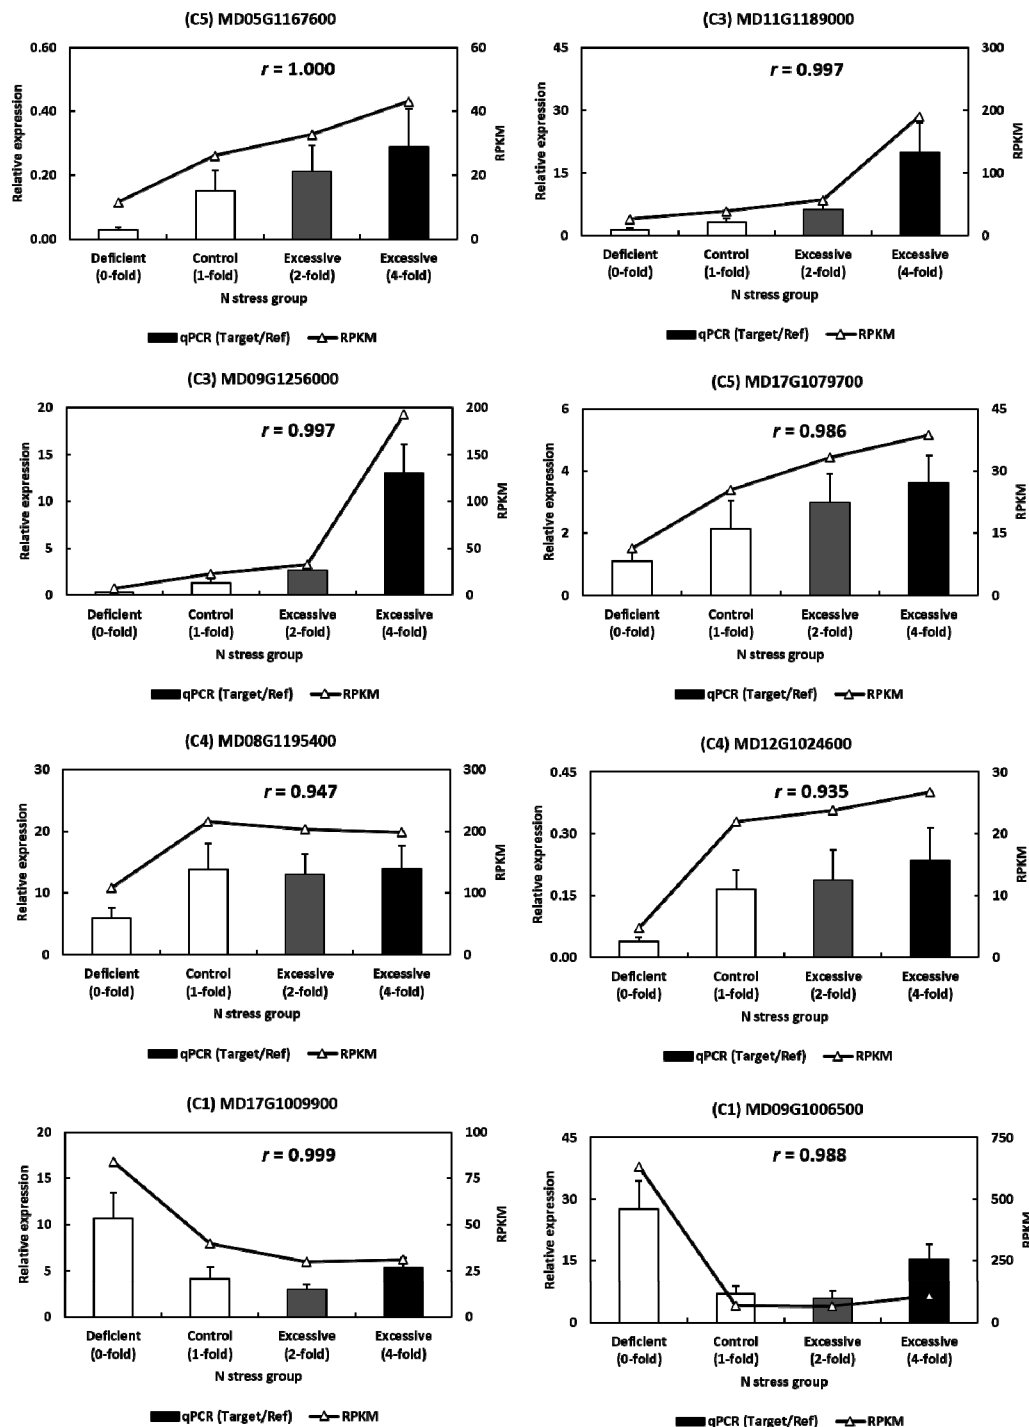 (C5) MD05G1167600
r = 1.000
Relative expression
0.60
0.40
0.20
0.00
60
40
20
0
RPKM
Deficient Control Excessive Excessive
(0-fold) (1-fold) (2-fold) (4-fold)
N stress group
qPCR (Target/Ref) RPKM
(C3) MD11G1189000
r = 0.997
Relative expression
45
30
15
0
300
200
100
0
RPKM
Deficient Control Excessive Excessive
(0-fold) (1-fold) (2-fold) (4-fold)
N stress group
qPCR (Target/Ref) RPKM
(C3) MD09G1256000
r = 0.997
Relative expression
20
15
10
5
0
200
150
100
50
0
RPKM
Deficient Control Excessive Excessive
(0-fold) (1-fold) (2-fold) (4-fold)
N stress group
qPCR (Target/Ref) RPKM
(C5) MD17G1079700
r = 0.986
Relative expression
6
4
2
0
45
30
15
0
RPKM
Deficient Control Excessive Excessive
(0-fold) (1-fold) (2-fold) (4-fold)
N stress group
qPCR (Target/Ref) RPKM
(C4) MD08G1195400
r = 0.947
Relative expression
30
20
10
0
300
200
100
0
RPKM
Deficient Control Excessive Excessive
(0-fold) (1-fold) (2-fold) (4-fold)
N stress group
qPCR (Target/Ref) RPKM
(C4) MD12G1024600
r = 0.935
Relative expression
0.45
0.30
0.15
0.00
30
20
10
0
RPKM
Deficient Control Excessive Excessive
(0-fold) (1-fold) (2-fold) (4-fold)
N stress group
qPCR (Target/Ref) RPKM
(C1) MD17G1009900
r = 0.999
Relative expression
20
15
10
5
0
100
75
50
25
0
RPKM
Deficient Control Excessive Excessive
(0-fold) (1-fold) (2-fold) (4-fold)
N stress group
qPCR (Target/Ref) RPKM
(C1) MD09G1006500
r = 0.988
Relative expression
45
30
15
0
750
500
250
0
RPKM
Deficient Control Excessive Excessive
(0-fold) (1-fold) (2-fold) (4-fold)
N stress group
qPCR (Target/Ref) RPKM